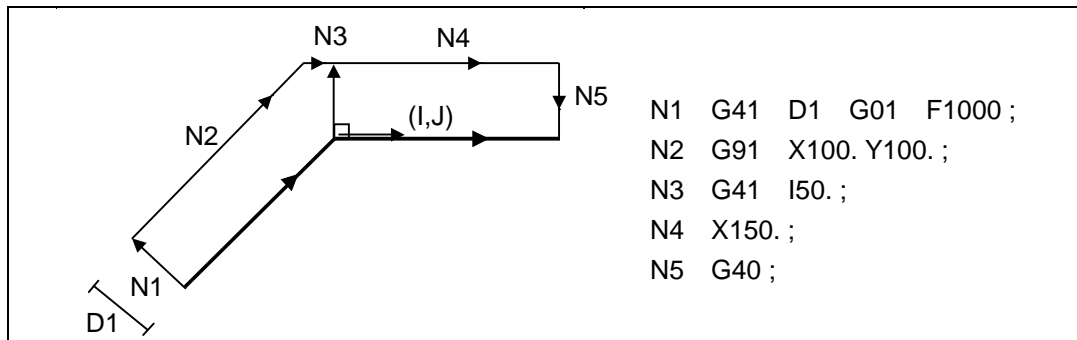 N3
N4
N5
(I,J)
N2
N1
D1
N1 G41 D1 G01 F1000 ;
N2 G91 X100. Y100. ;
N3 G41 I50. ;
N4 X150. ;
N5 G40 ;